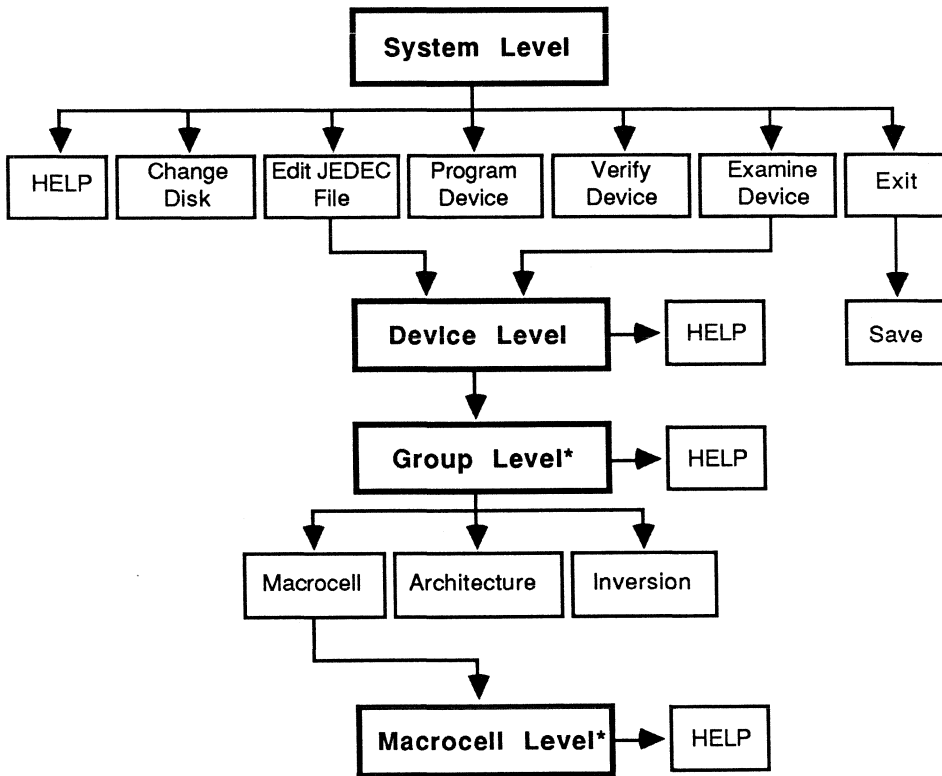 System Level
HELP
Change
Disk
Edit JEDEC
File
Program
Device
Verify
Device
Examine
Device
Exit
Device Level
HELP
Save
Group Level*
HELP
Macrocell
Architecture
Inversion
Macrocell Level*
HELP